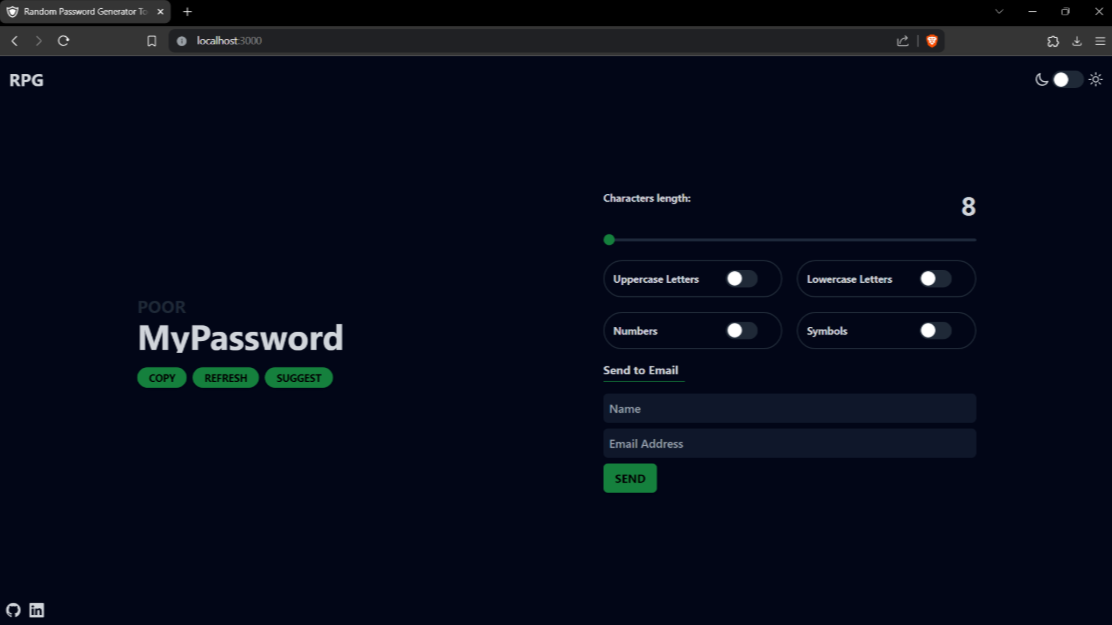 Random Password Generator To
localhost:3000
RPG
POOR
MyPassword
COPY REFRESH SUGGEST
Characters length: 8
Uppercase Letters Lowercase Letters
Numbers Symbols
Send to Email
Name
Email Address
SEND